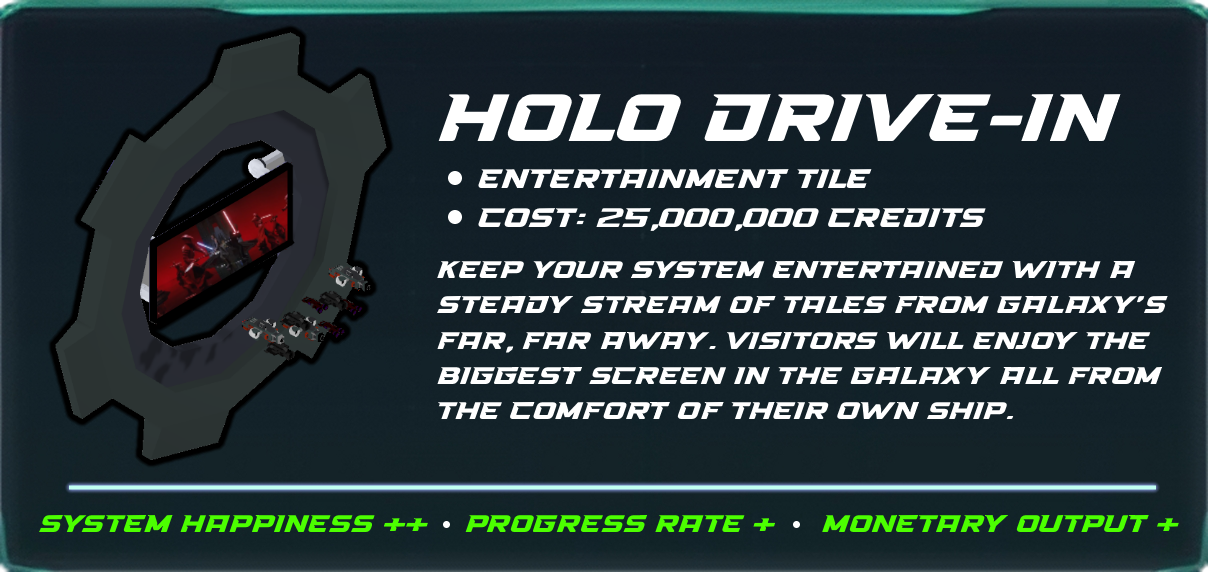 HOLO DRIVE-IN
• ENTERTAINMENT TILE
• COST: 25,000,000 CREDITS
KEEP YOUR SYSTEM ENTERTAINED WITH A
STEADY STREAM OF TALES FROM GALAXY'S
FAR, FAR AWAY. VISITORS WILL ENJOY THE
BIGGEST SCREEN IN THE GALAXY ALL FROM
THE COMFORT OF THEIR OWN SHIP.
SYSTEM HAPPINESS ++ • PROGRESS RATE + • MONETARY OUTPUT +